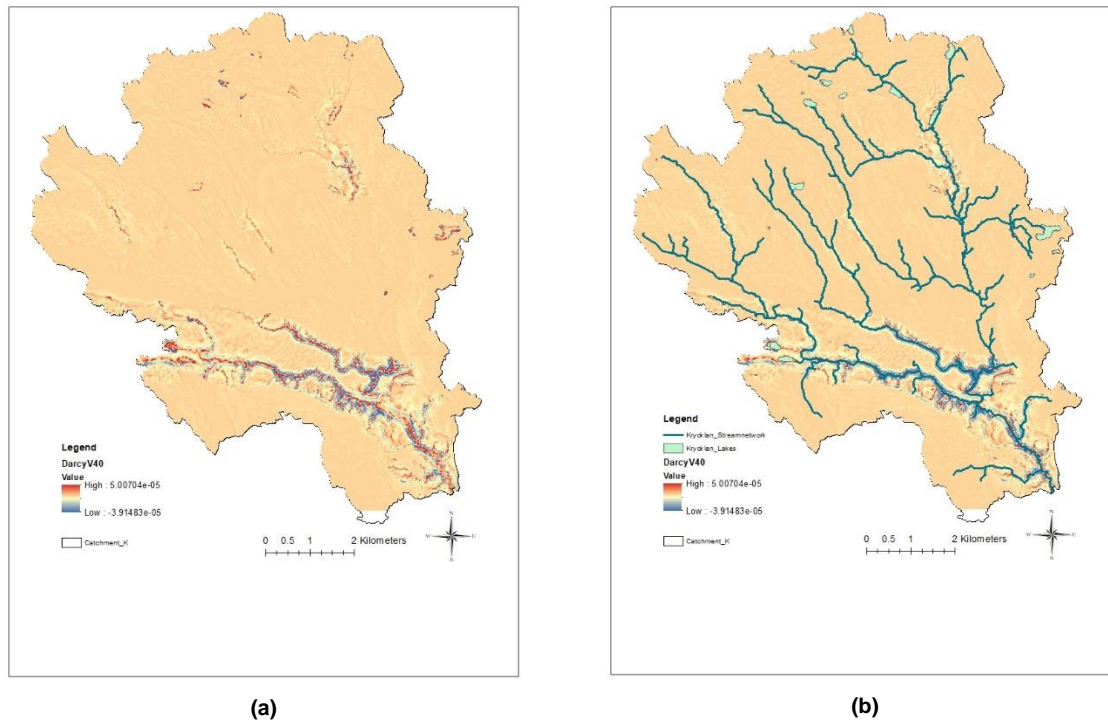 Legend
DarcyV40
Value
High : 5.00704e-05
Low : -3.91483e-05
Catchment_K
0 0.5 1 2 Kilometers
N
W E
S
(a)
Legend
Krycklan_Streamnetwork
Krycklan_Lakes
DarcyV40
Value
High : 5.00704e-05
Low : -3.91483e-05
Catchment_K
0 0.5 1 2 Kilometers
N
W E
S
(b)